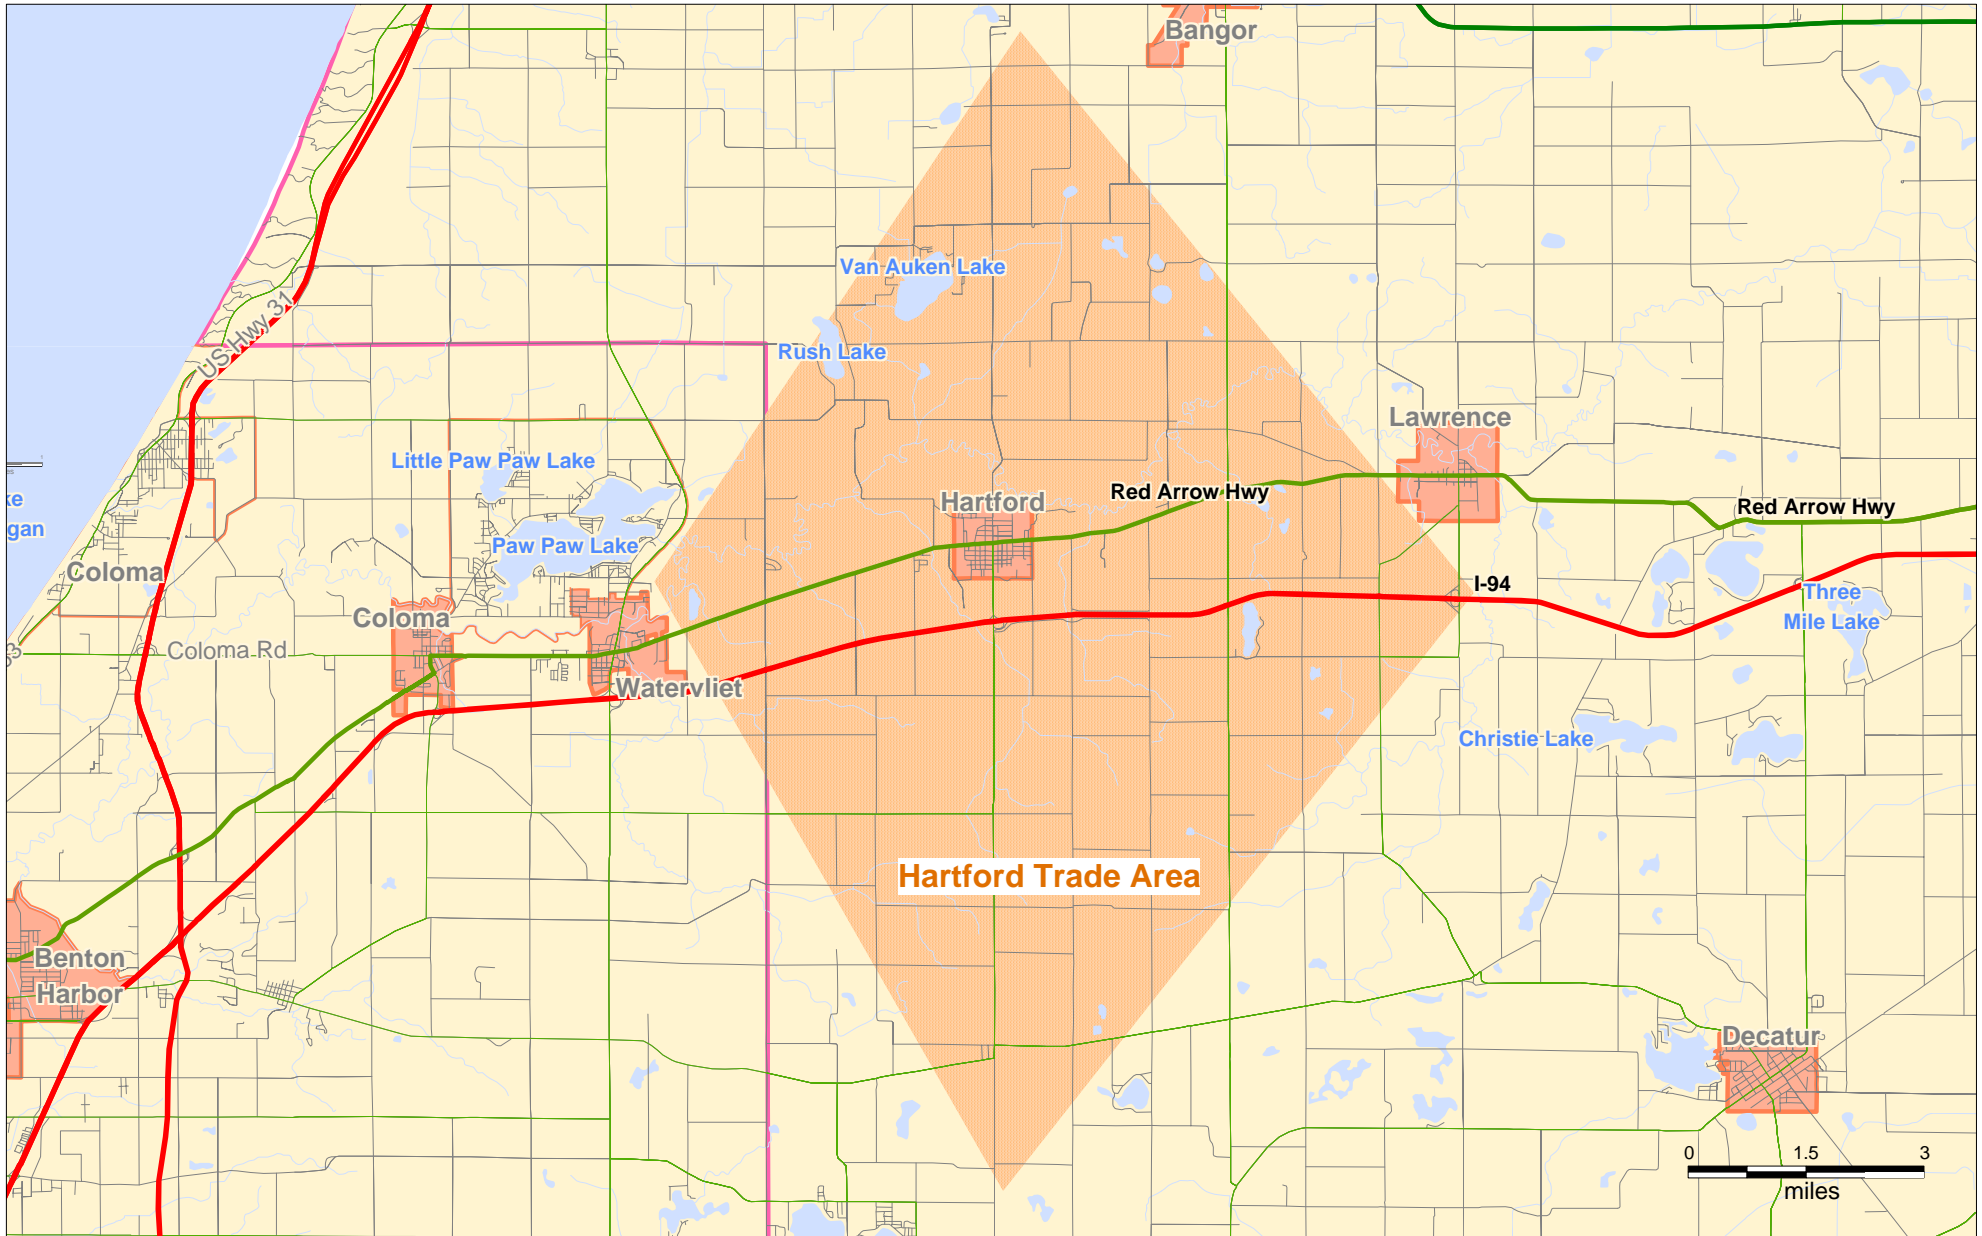 Bangor
Van Auken Lake
US Hwy 31
Rush Lake
Lawrence
Little Paw Paw Lake
Red Arrow Hwy
Hartford
Red Arrow Hwy
ke
gan
Paw Paw Lake
Coloma
I-94
Three
Mile Lake
Coloma
Coloma Rd
Watervliet
Christie Lake
Hartford Trade Area
Benton
Harbor
Decatur
0 1.5 3
miles